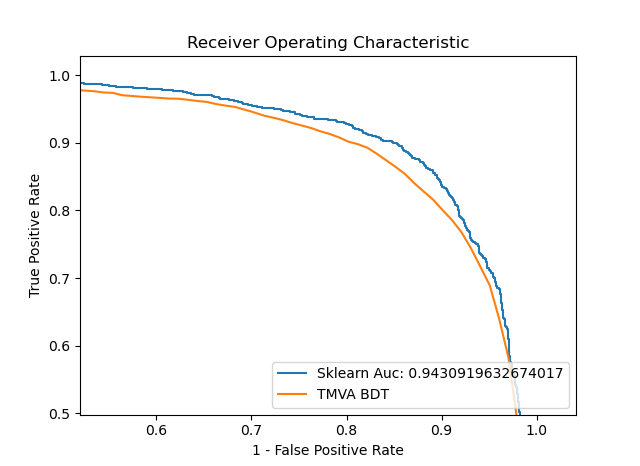 Receiver Operating Characteristic
True Positive Rate
1.0
0.9
0.8
0.7
0.6
0.5
Sklearn Auc: 0.9430919632674017
TMVA BDT
0.6 0.7 0.8 0.9 1.0
1 - False Positive Rate